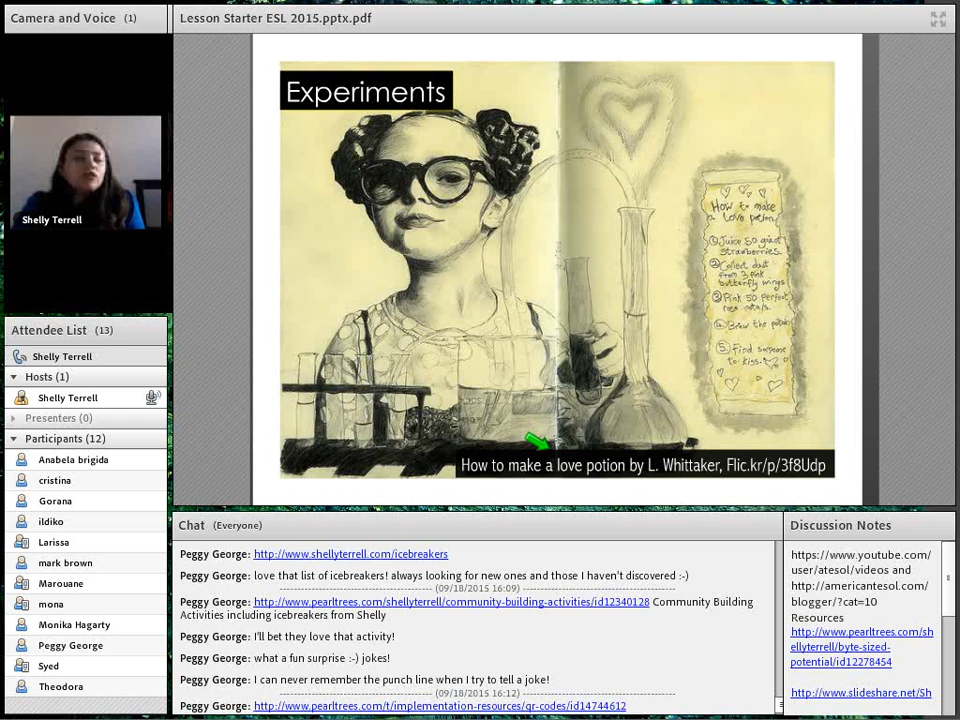 Camera and Voice (1)
Shelly Terrell
Attendee List (13)
Shelly Terrell
Hosts (1)
Shelly Terrell
Presenters (0)
Participants (12)
Anabela brigida
cristina
Gorana
ildiko
Larissa
mark brown
Marouane
mona
Monika Hagarty
Peggy George
Syed
Theodora
Lesson Starter ESL 2015.pptx.pdf
Experiments
How to make
a love potion
① Juice 50 giant
strawberries.
② Collect dust
from 3 pink
butterfly wings
③ Pink 50 perfect
rose petals.
4. Brew the potion
5. Find someone
to kiss.
How to make a love potion by L. Whittaker, Flic.kr/p/3f8Udp
Chat (Everyone)
Peggy George: http://www.shellyterrell.com/icebreakers
Peggy George: love that list of icebreakers! always looking for new ones and those I haven't discovered :-)
(09/18/2015 16:09)
Peggy George: http://www.pearltrees.com/shellyterrell/community-building-activities/id12340128 Community Building
Activities including icebreakers from Shelly
Peggy George: I'll bet they love that activity!
Peggy George: what a fun surprise :-) jokes!
Peggy George: I can never remember the punch line when I try to tell a joke!
(09/18/2015 16:12)
Peggy George: http://www.pearltrees.com/t/implementation-resources/qr-codes/id14744612
Discussion Notes
https://www.youtube.com/
user/atesol/videos and
http://americantesol.com/
blogger/?cat=10
Resources
http://www.pearltrees.com/sh
ellyterrell/byte-sized-
potential/id12278454
http://www.slideshare.net/Sh